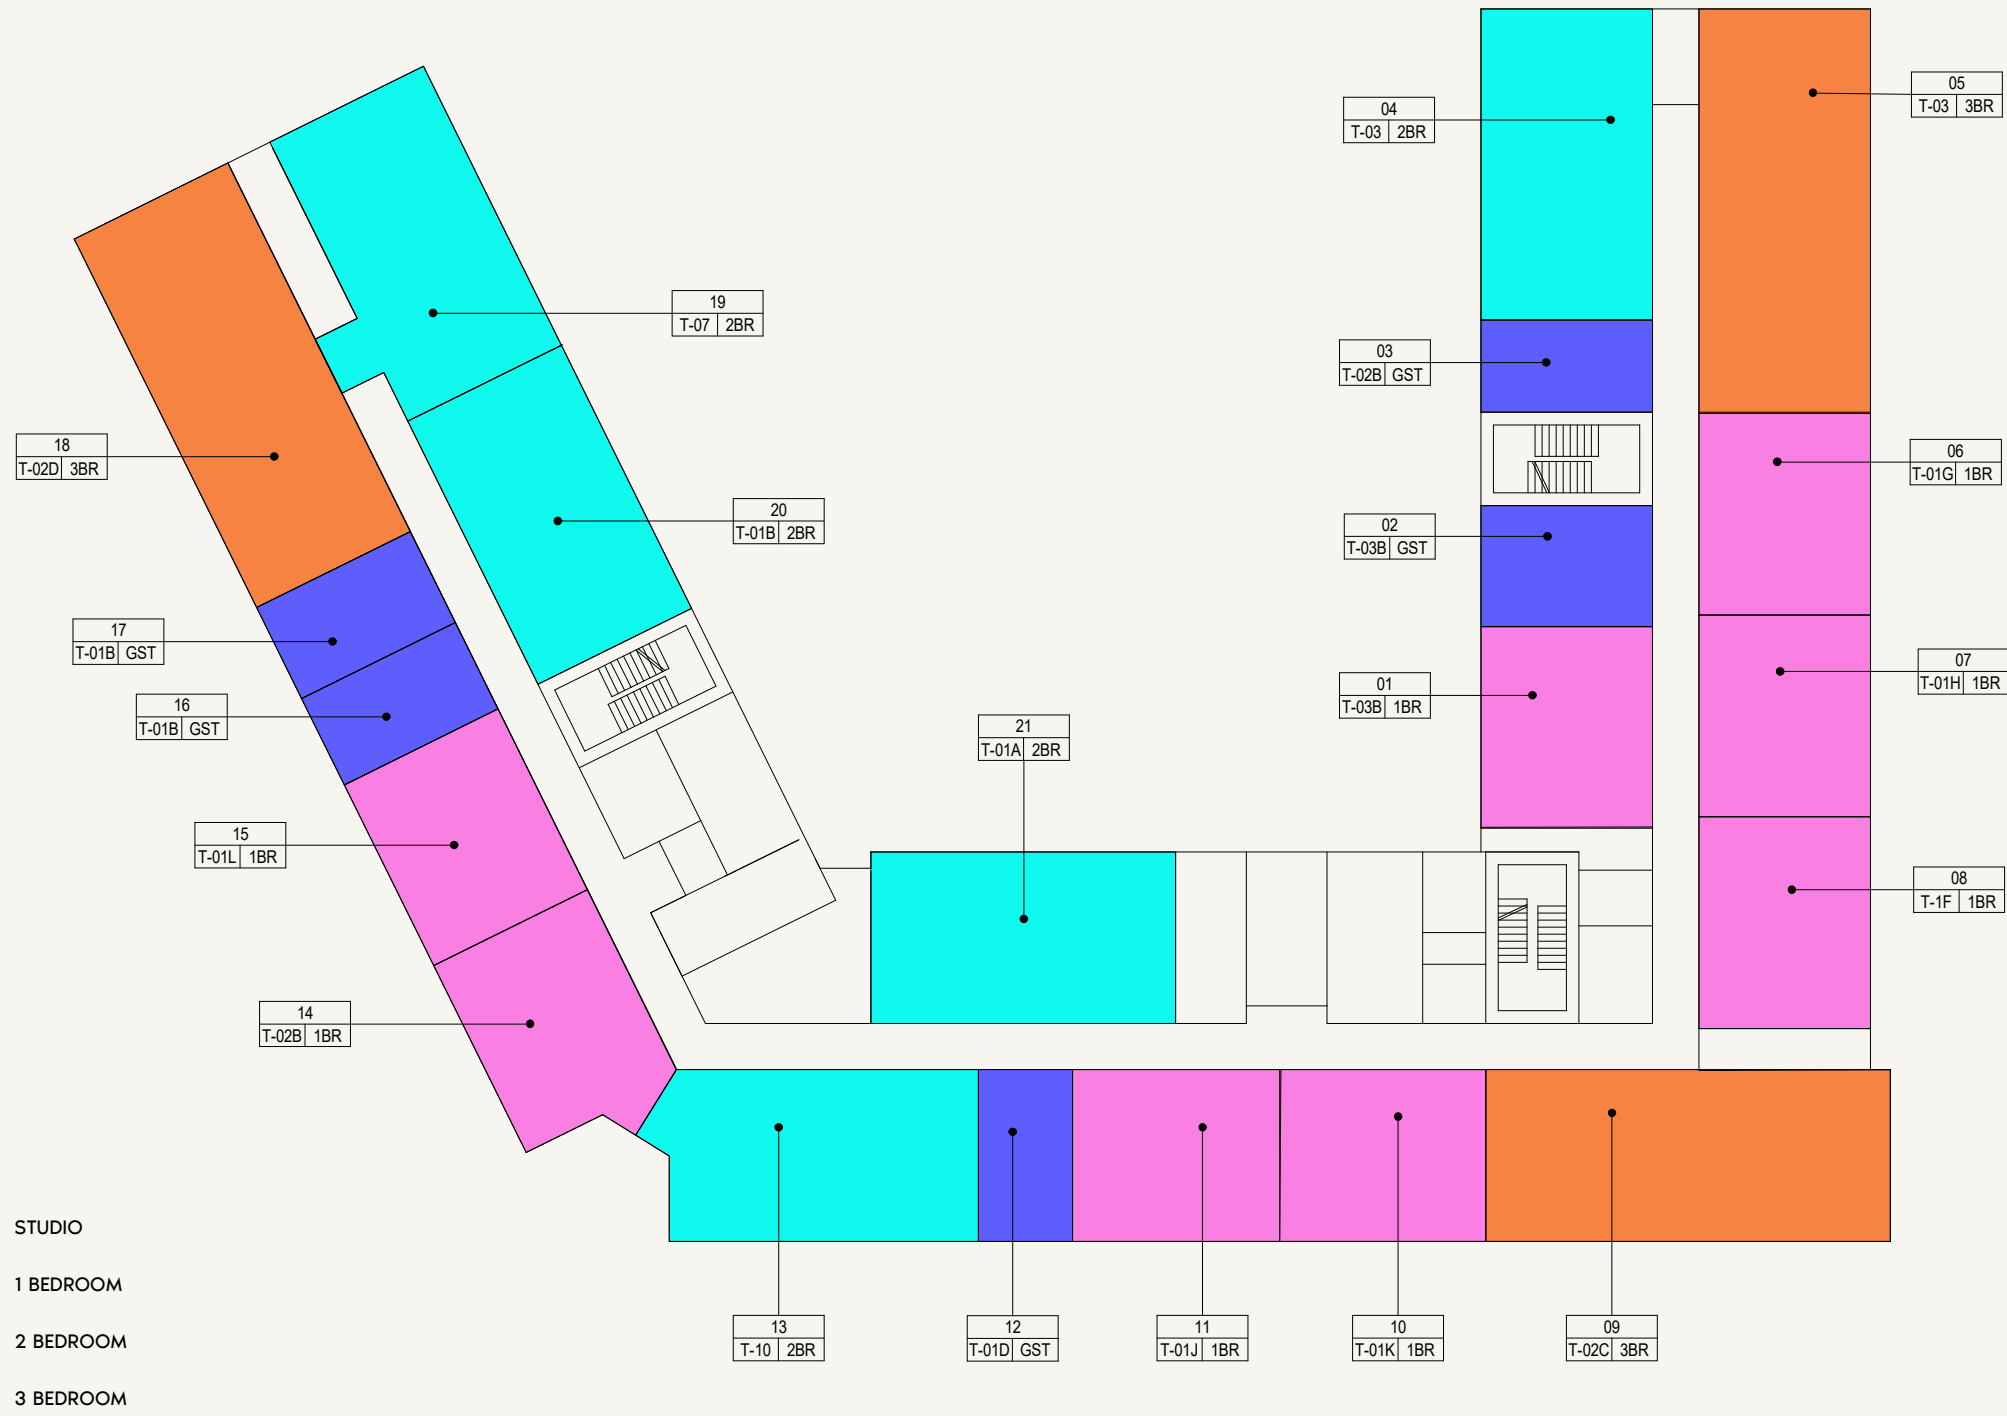 05
T-03 3BR
04
T-03 2BR
19
T-07 2BR
03
T-02B GST
18
T-02D 3BR
06
T-01G 1BR
20
T-01B 2BR
02
T-03B GST
17
T-01B GST
07
T-01H 1BR
01
T-03B 1BR
16
T-01B GST
21
T-01A 2BR
15
T-01L 1BR
08
T-1F 1BR
14
T-02B 1BR
STUDIO
1 BEDROOM
2 BEDROOM
3 BEDROOM
13
T-10 2BR
12
T-01D GST
11
T-01J 1BR
10
T-01K 1BR
09
T-02C 3BR